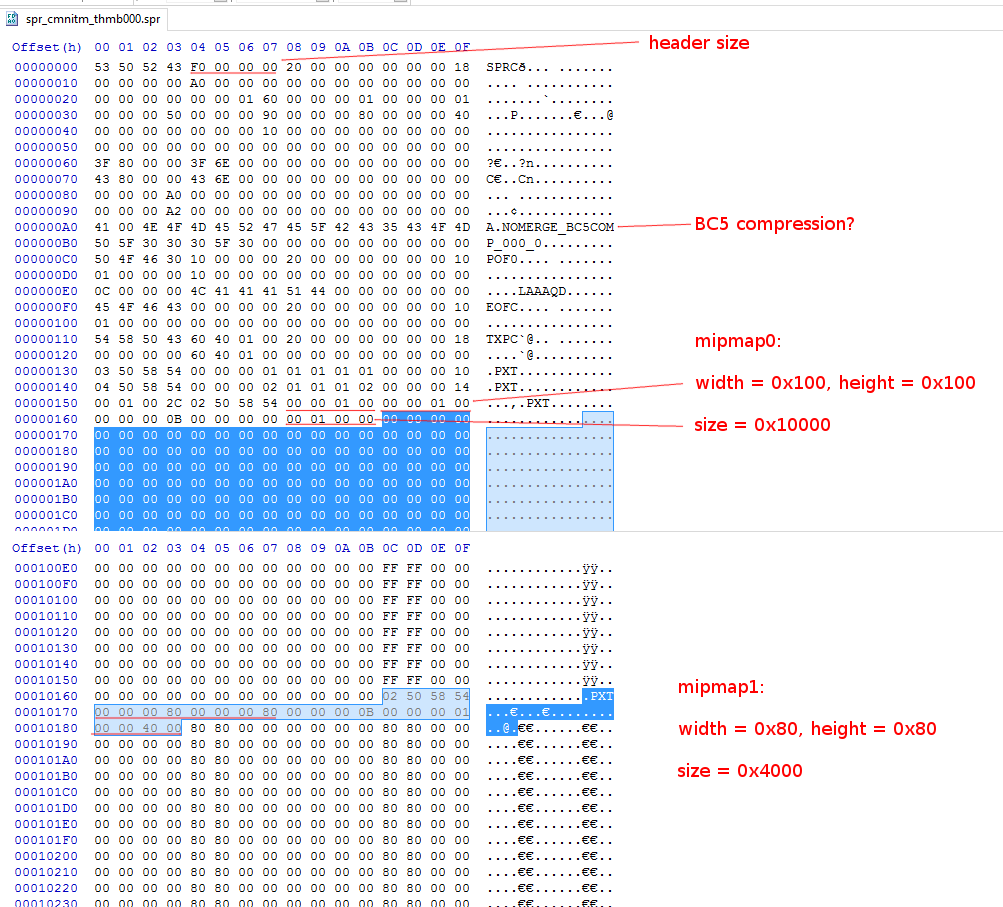 spr_cmnitm_thmb000.spr
Offset(h) 00 01 02 03 04 05 06 07 08 09 0A 0B 0C 0D 0E 0F
header size
00000000 53 50 52 43 F0 00 00 00 20 00 00 00 00 00 00 18 SPRCð... .......
00000010 00 00 00 00 A0 00 00 00 00 00 00 00 00 00 00 00 .... ...........
00000020 00 00 00 00 00 00 01 60 00 00 00 01 00 00 00 01 .......`........
00000030 00 00 00 50 00 00 00 90 00 00 00 80 00 00 00 40 ...P.......€...@
00000040 00 00 00 00 00 00 00 10 00 00 00 00 00 00 00 00 ................
00000050 00 00 00 00 00 00 00 00 00 00 00 00 00 00 00 00 ................
00000060 3F 80 00 00 3F 6E 00 00 00 00 00 00 00 00 00 00 ?€..?n..........
00000070 43 80 00 00 43 6E 00 00 00 00 00 00 00 00 00 00 C€..Cn..........
00000080 00 00 00 A0 00 00 00 00 00 00 00 00 00 00 00 00 ... ............
00000090 00 00 00 A2 00 00 00 00 00 00 00 00 00 00 00 00 ...¢............
000000A0 41 00 4E 4F 4D 45 52 47 45 5F 42 43 35 43 4F 4D A.NOMERGE_BC5COM
BC5 compression?
000000B0 50 5F 30 30 30 5F 30 00 00 00 00 00 00 00 00 00 P_000_0.........
000000C0 50 4F 46 30 10 00 00 00 20 00 00 00 00 00 00 10 POF0.... .......
000000D0 01 00 00 00 10 00 00 00 00 00 00 00 00 00 00 00 ................
000000E0 0C 00 00 00 4C 41 41 41 51 44 00 00 00 00 00 00 ....LAAAQD......
000000F0 45 4F 46 43 00 00 00 00 20 00 00 00 00 00 00 10 EOFC.... .......
00000100 01 00 00 00 00 00 00 00 00 00 00 00 00 00 00 00 ................
00000110 54 58 50 43 60 40 01 00 20 00 00 00 00 00 00 18 TXPC`@.. .......
mipmap0:
00000120 00 00 00 00 60 40 01 00 00 00 00 00 00 00 00 00 ....`@..........
00000130 03 50 58 54 00 00 00 01 01 01 01 01 00 00 00 10 .PXT............
00000140 04 50 58 54 00 00 00 02 01 01 01 02 00 00 00 14 .PXT............
width = 0x100, height = 0x100
00000150 00 01 00 2C 02 50 58 54 00 00 01 00 00 00 01 00 ...,.PXT........
00000160 00 00 00 0B 00 00 00 00 00 01 00 00 00 00 00 00 ................
size = 0x10000
00000170 00 00 00 00 00 00 00 00 00 00 00 00 00 00 00 00 ................
00000180 00 00 00 00 00 00 00 00 00 00 00 00 00 00 00 00 ................
00000190 00 00 00 00 00 00 00 00 00 00 00 00 00 00 00 00 ................
000001A0 00 00 00 00 00 00 00 00 00 00 00 00 00 00 00 00 ................
000001B0 00 00 00 00 00 00 00 00 00 00 00 00 00 00 00 00 ................
000001C0 00 00 00 00 00 00 00 00 00 00 00 00 00 00 00 00 ................
000001D0 00 00 00 00 00 00 00 00 00 00 00 00 00 00 00 00 ................
Offset(h) 00 01 02 03 04 05 06 07 08 09 0A 0B 0C 0D 0E 0F
000100E0 00 00 00 00 00 00 00 00 00 00 00 00 FF FF 00 00 ............ÿÿ..
000100F0 00 00 00 00 00 00 00 00 00 00 00 00 FF FF 00 00 ............ÿÿ..
00010100 00 00 00 00 00 00 00 00 00 00 00 00 FF FF 00 00 ............ÿÿ..
00010110 00 00 00 00 00 00 00 00 00 00 00 00 FF FF 00 00 ............ÿÿ..
00010120 00 00 00 00 00 00 00 00 00 00 00 00 FF FF 00 00 ............ÿÿ..
00010130 00 00 00 00 00 00 00 00 00 00 00 00 FF FF 00 00 ............ÿÿ..
00010140 00 00 00 00 00 00 00 00 00 00 00 00 FF FF 00 00 ............ÿÿ..
00010150 00 00 00 00 00 00 00 00 00 00 00 00 FF FF 00 00 ............ÿÿ..
00010160 00 00 00 00 00 00 00 00 00 00 00 00 02 50 58 54 .............PXT
mipmap1:
00010170 00 00 00 80 00 00 00 80 00 00 00 0B 00 00 00 01 ...€...€........
00010180 00 00 40 00 80 80 00 00 00 00 00 00 80 80 00 00 ..@.€€......€€..
width = 0x80, height = 0x80
00010190 00 00 00 00 80 80 00 00 00 00 00 00 80 80 00 00 ....€€......€€..
000101A0 00 00 00 00 80 80 00 00 00 00 00 00 80 80 00 00 ....€€......€€..
000101B0 00 00 00 00 80 80 00 00 00 00 00 00 80 80 00 00 ....€€......€€..
size = 0x4000
000101C0 00 00 00 00 80 80 00 00 00 00 00 00 80 80 00 00 ....€€......€€..
000101D0 00 00 00 00 80 80 00 00 00 00 00 00 80 80 00 00 ....€€......€€..
000101E0 00 00 00 00 80 80 00 00 00 00 00 00 80 80 00 00 ....€€......€€..
000101F0 00 00 00 00 80 80 00 00 00 00 00 00 80 80 00 00 ....€€......€€..
00010200 00 00 00 00 80 80 00 00 00 00 00 00 80 80 00 00 ....€€......€€..
00010210 00 00 00 00 80 80 00 00 00 00 00 00 80 80 00 00 ....€€......€€..
00010220 00 00 00 00 80 80 00 00 00 00 00 00 80 80 00 00 ....€€......€€..
00010230 00 00 00 00 80 80 00 00 00 00 00 00 80 80 00 00 ....€€......€€..